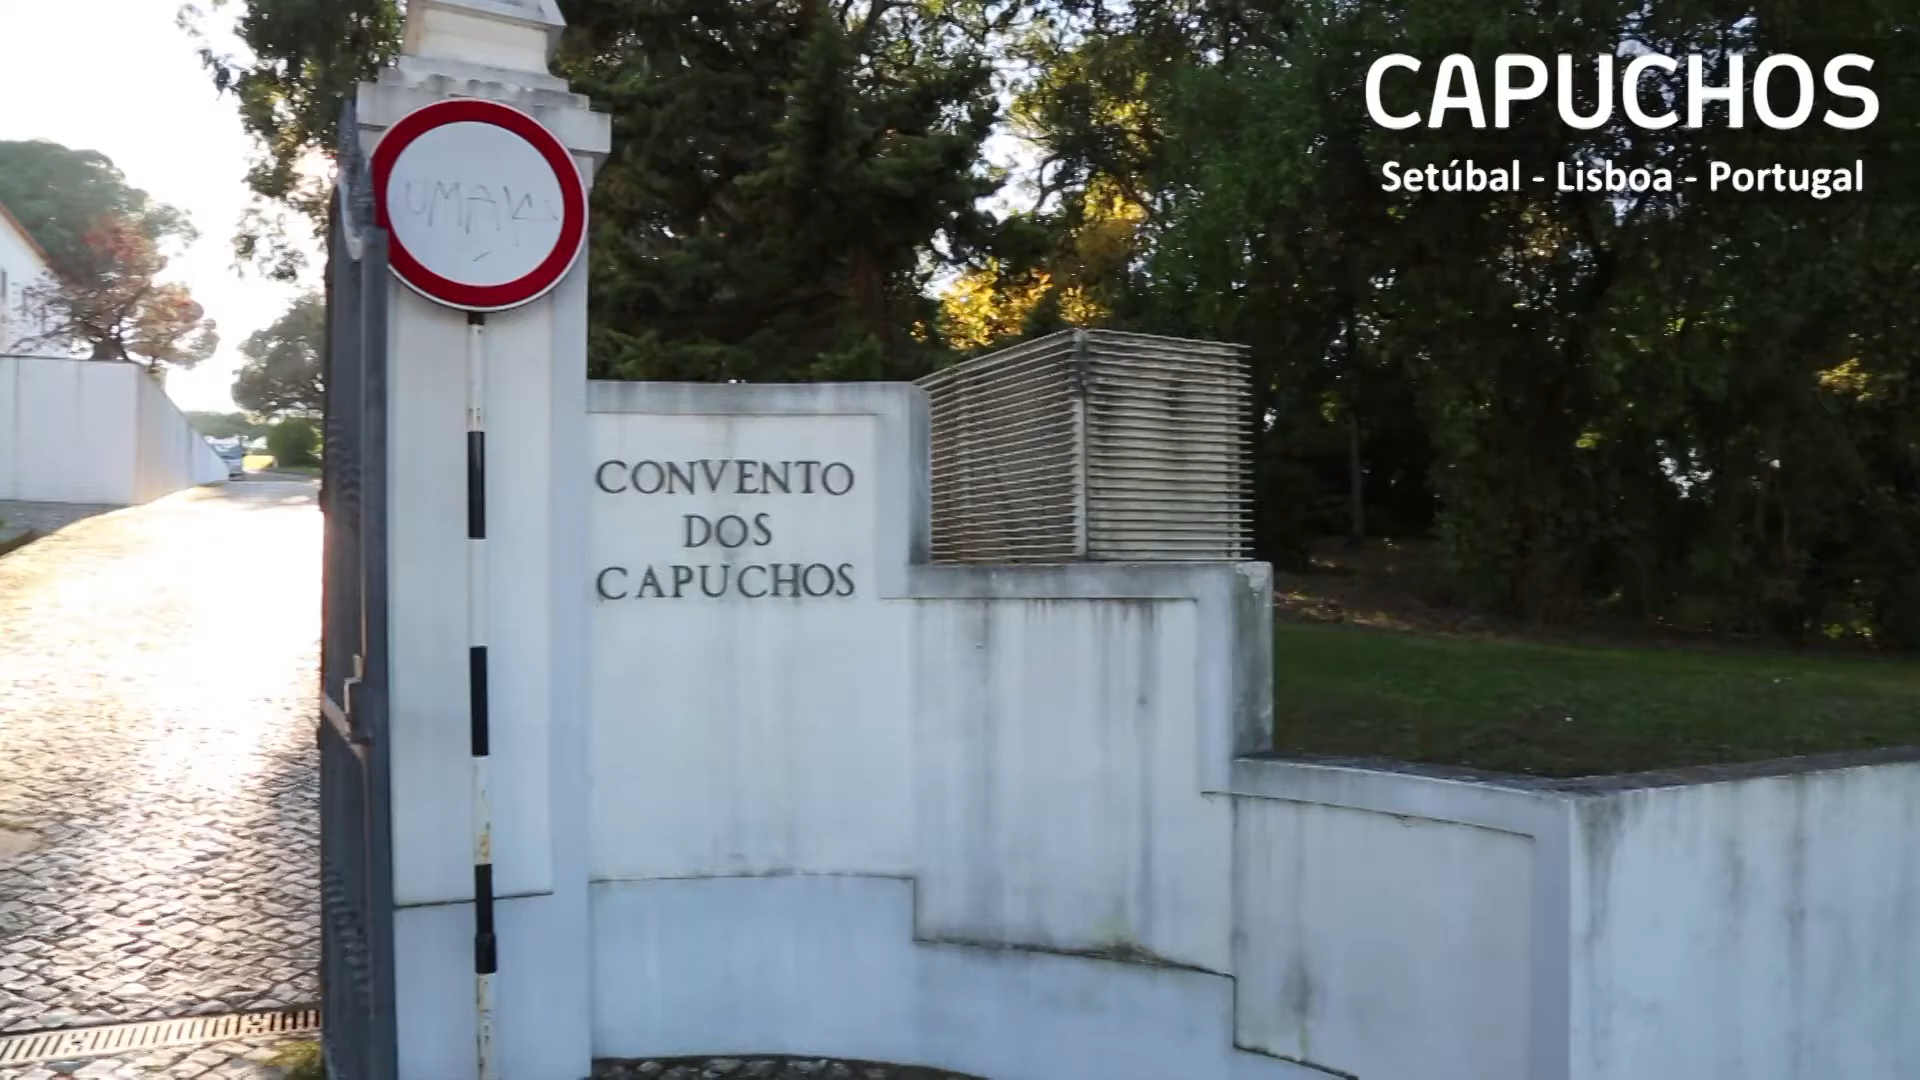 CAPUCHOS
Setúbal - Lisboa - Portugal
CONVENTO
DOS
CAPUCHOS